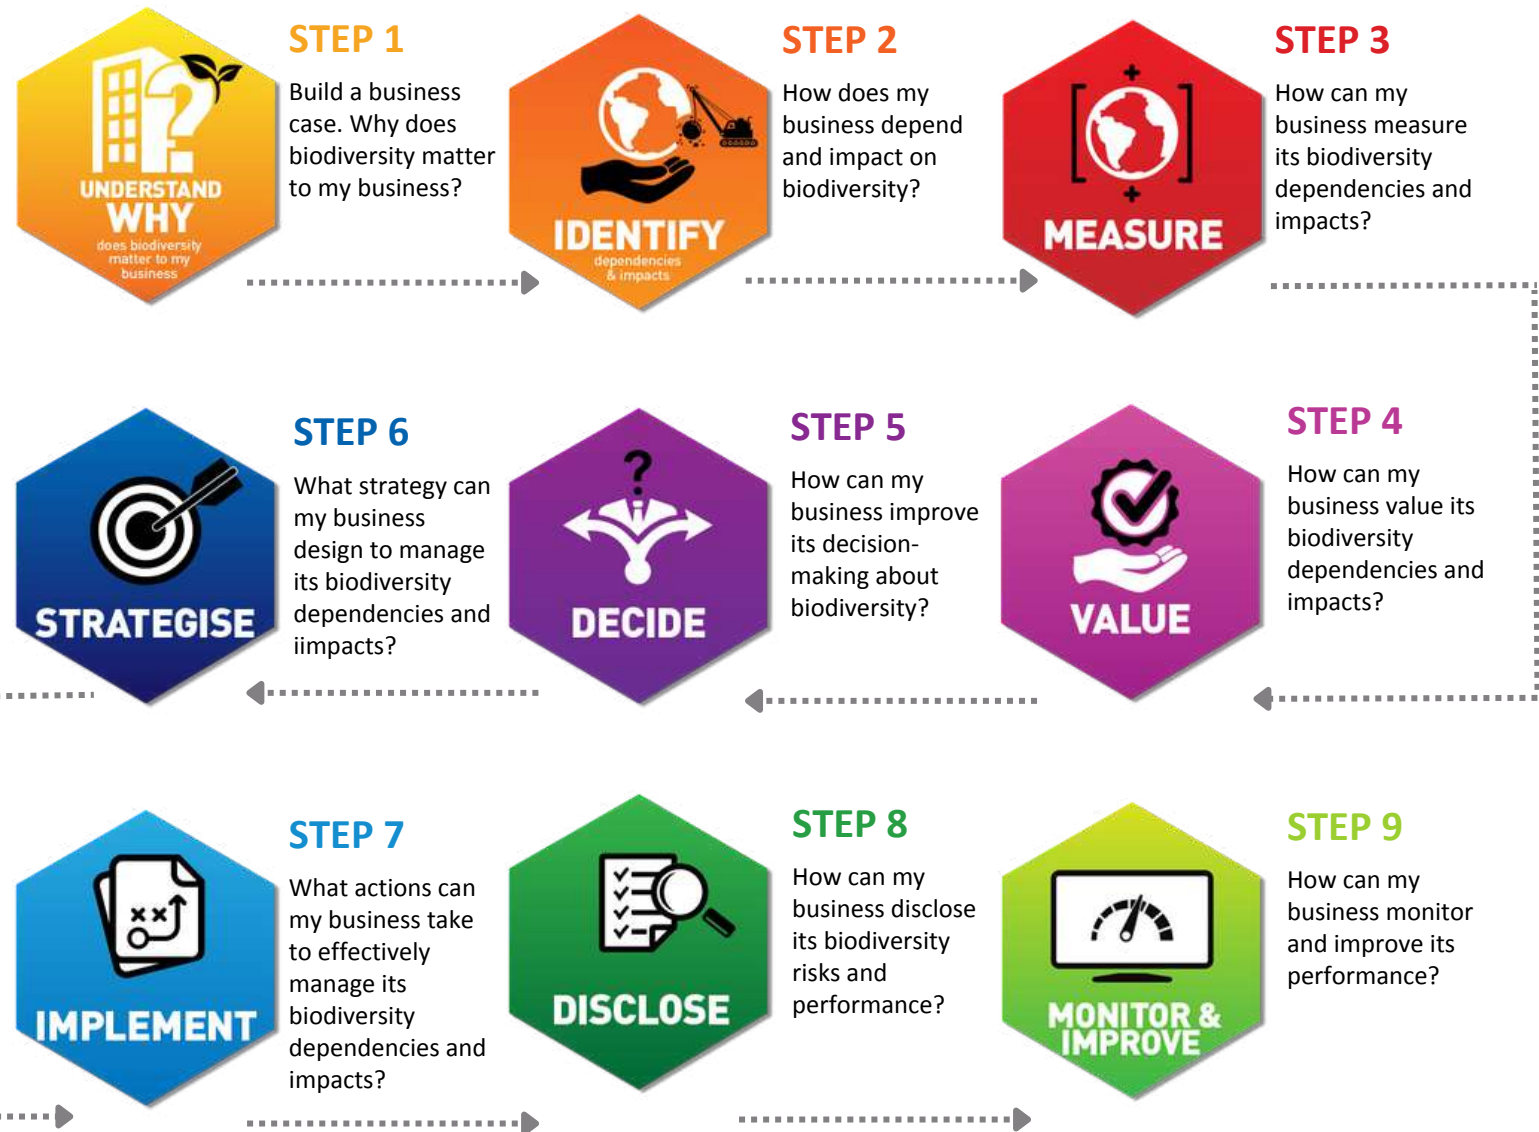 STEP 1
Build a business
case. Why does
biodiversity matter
to my business?
UNDERSTAND
WHY
does biodiversity
matter to my
business
STEP 2
How does my
business depend
and impact on
biodiversity?
IDENTIFY
dependencies
& impacts
STEP 3
How can my
business measure
its biodiversity
dependencies and
impacts?
MEASURE
STEP 4
How can my
business value its
biodiversity
dependencies and
impacts?
VALUE
STEP 5
How can my
business improve
its decision-
making about
biodiversity?
DECIDE
STEP 6
What strategy can
my business
design to manage
its biodiversity
dependencies and
iimpacts?
STRATEGISE
STEP 7
What actions can
my business take
to effectively
manage its
biodiversity
dependencies and
impacts?
IMPLEMENT
STEP 8
How can my
business disclose
its biodiversity
risks and
performance?
DISCLOSE
STEP 9
How can my
business monitor
and improve its
performance?
MONITOR &
IMPROVE